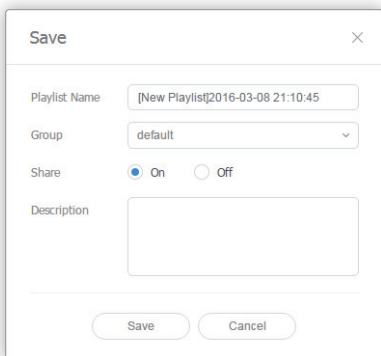 Save
Playlist Name [New Playlist]2016-03-08 21:10:45
Group default
Share On Off
Description
Save Cancel